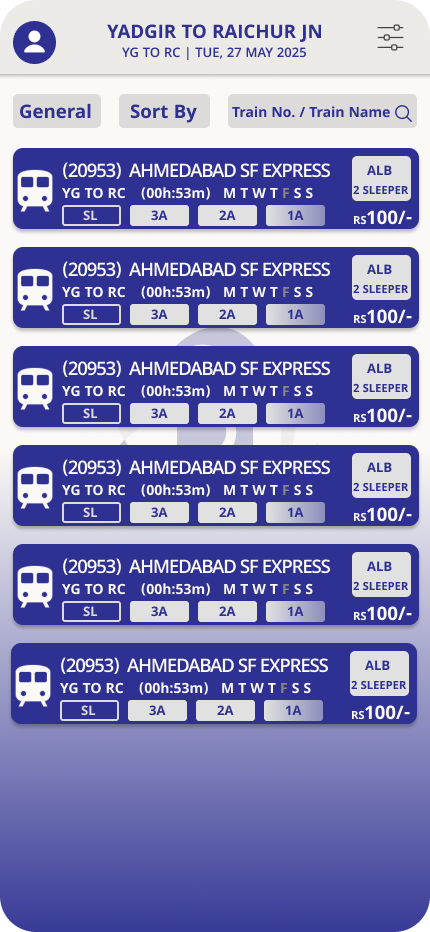 YADGIR TO RAICHUR JN
YG TO RC | TUE, 27 MAY 2025
General Sort By Train No. / Train Name
(20953) AHMEDABAD SF EXPRESS ALB
YG TO RC (00h:53m) M T W T F S S 2 SLEEPER
SL 3A 2A 1A RS100/-
(20953) AHMEDABAD SF EXPRESS ALB
YG TO RC (00h:53m) M T W T F S S 2 SLEEPER
SL 3A 2A 1A RS100/-
(20953) AHMEDABAD SF EXPRESS ALB
YG TO RC (00h:53m) M T W T F S S 2 SLEEPER
SL 3A 2A 1A RS100/-
(20953) AHMEDABAD SF EXPRESS ALB
YG TO RC (00h:53m) M T W T F S S 2 SLEEPER
SL 3A 2A 1A RS100/-
(20953) AHMEDABAD SF EXPRESS ALB
YG TO RC (00h:53m) M T W T F S S 2 SLEEPER
SL 3A 2A 1A RS100/-
(20953) AHMEDABAD SF EXPRESS ALB
YG TO RC (00h:53m) M T W T F S S 2 SLEEPER
SL 3A 2A 1A RS100/-